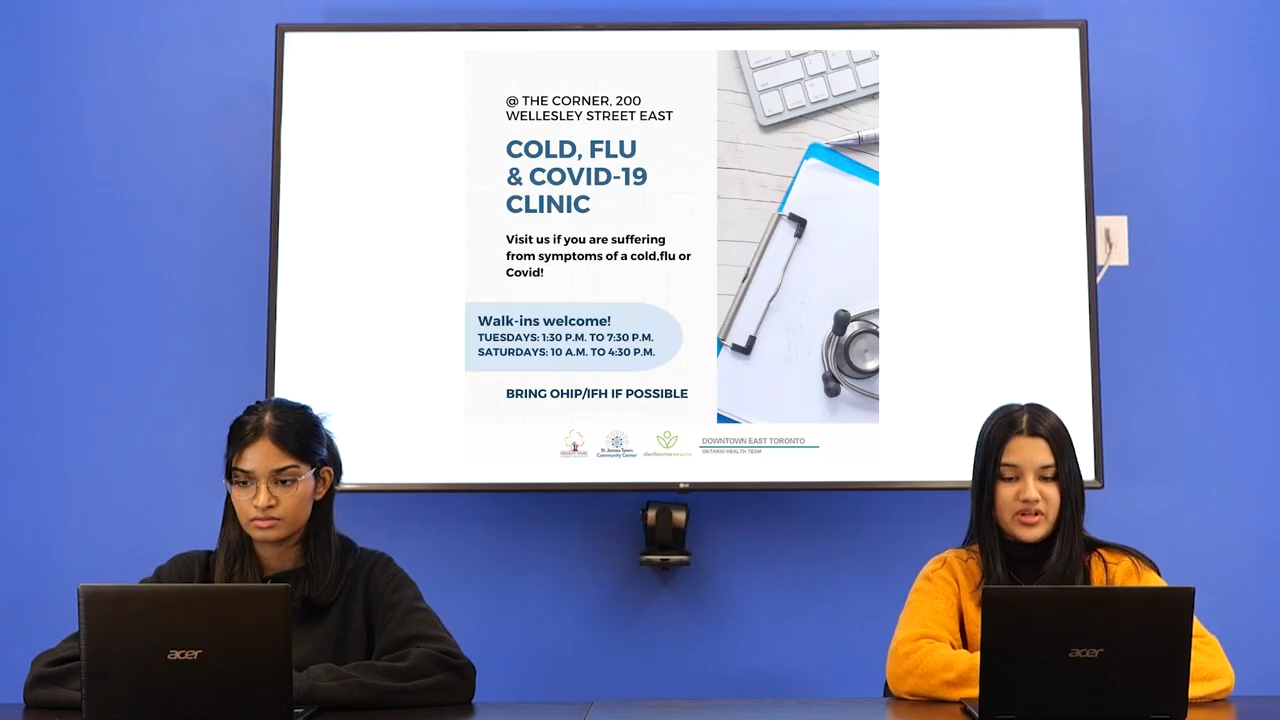 @ THE CORNER, 200
WELLESLEY STREET EAST
COLD, FLU
& COVID-19
CLINIC
Visit us if you are suffering
from symptoms of a cold,flu or
Covid!
Walk-ins welcome!
TUESDAYS: 1:30 P.M. TO 7:30 P.M.
SATURDAYS: 10 A.M. TO 4:30 P.M.
BRING OHIP/IFH IF POSSIBLE
St. James Town
Community Corner
sherbourne HEALTH
DOWNTOWN EAST TORONTO
ONTARIO HEALTH TEAM
acer
acer